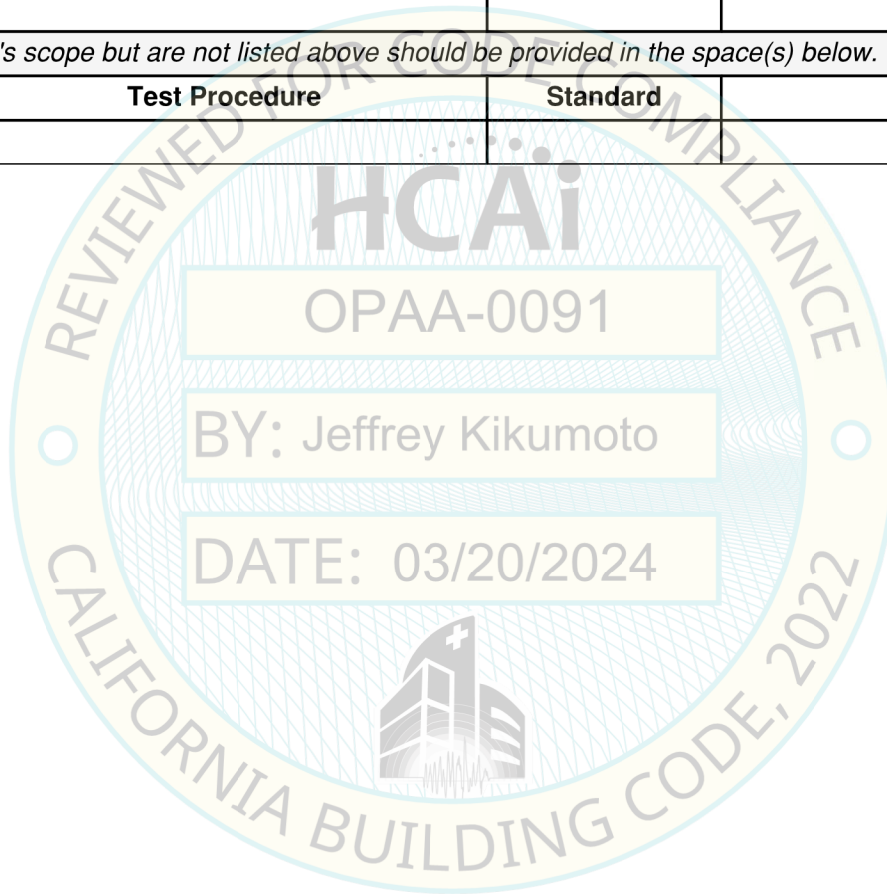 's scope but are not listed above should be provided in the space(s) below.
Test Procedure Standard
REVIEWED FOR CODE COMPLIANCE
HCAi
OPAA-0091
BY: Jeffrey Kikumoto
DATE: 03/20/2024
CALIFORNIA BUILDING CODE, 2022